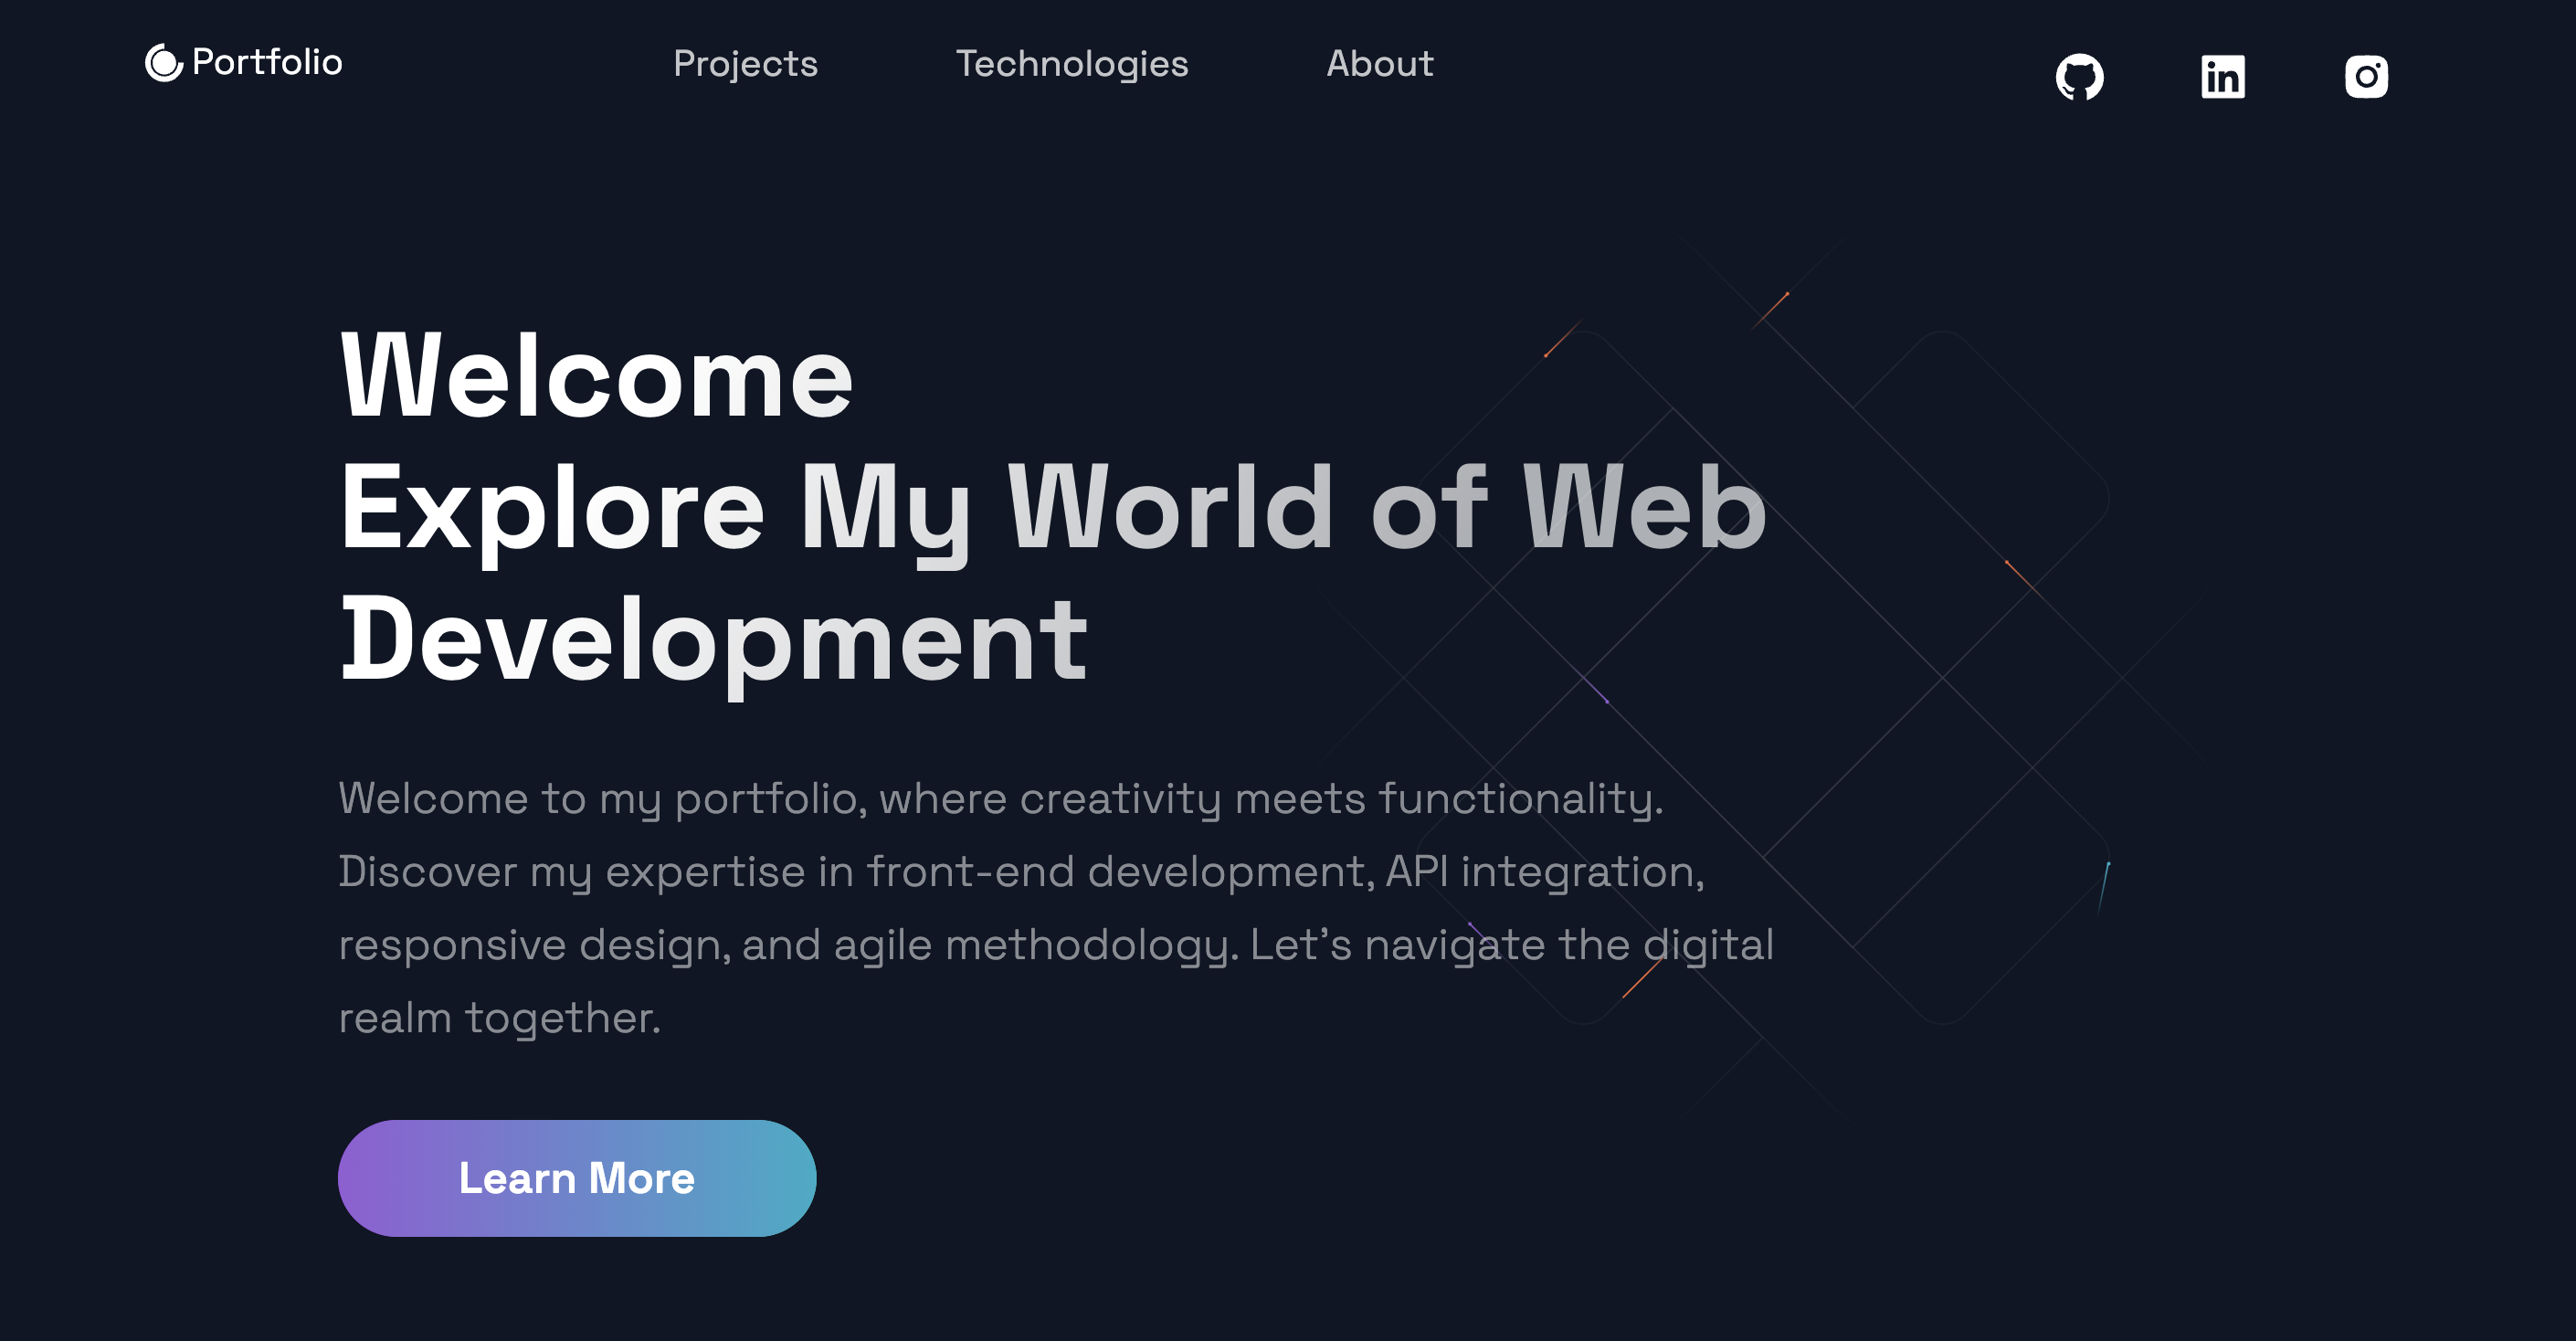 Portfolio
Projects
Technologies
About
Welcome
Explore My World of Web
Development
Welcome to my portfolio, where creativity meets functionality.
Discover my expertise in front-end development, API integration,
responsive design, and agile methodology. Let’s navigate the digital
realm together.
Learn More